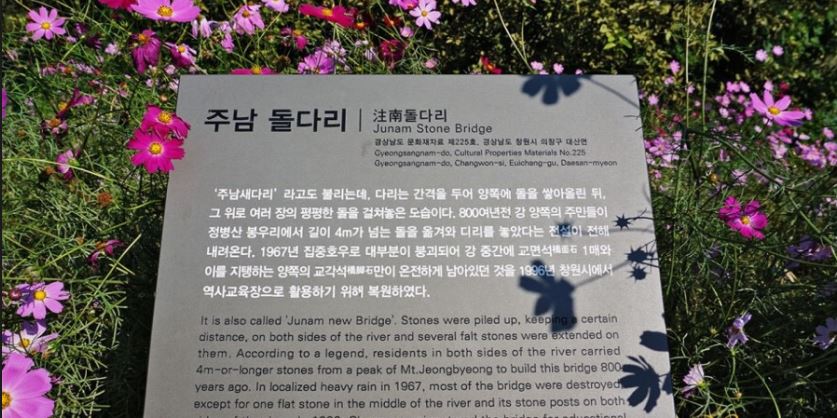 주남 돌다리
注南돌다리
Junam Stone Bridge
경상남도 문화재자료 제225호, 경상남도 창원시 의창구 대산면
Gyeongsangnam-do, Cultural Properties Materials No.225
Gyeongsangnam-do, Changwon-si, Euichang-gu, Daesan-myeon
'주남새다리' 라고도 불리는데, 다리는 간격을 두어 양쪽에 돌을 쌓아올린 뒤,
그 위로 여러 장의 평평한 돌을 걸쳐놓은 모습이다. 800여년전 강 양쪽의 주민들이
정병산 봉우리에서 길이 4m가 넘는 돌을 옮겨와 다리를 놓았다는 전설이 전해
내려온다. 1967년 집중호우로 대부분이 붕괴되어 강 중간에 교면석 1매와
이를 지탱하는 양쪽의 교각석만이 온전하게 남아있던 것을 1996년 창원시에서
역사교육장으로 활용하기 위해 복원하였다.
It is also called 'Junam new Bridge'. Stones were piled up, keeping a certain
distance, on both sides of the river and several falt stones were extended on
them. According to a legend, residents in both sides of the river carried
4m-or-longer stones from a peak of Mt.Jeongbyeong to build this bridge 800
years ago. In localized heavy rain in 1967, most of the bridge were destroyed
except for one flat stone in the middle of the river and its stone posts on both